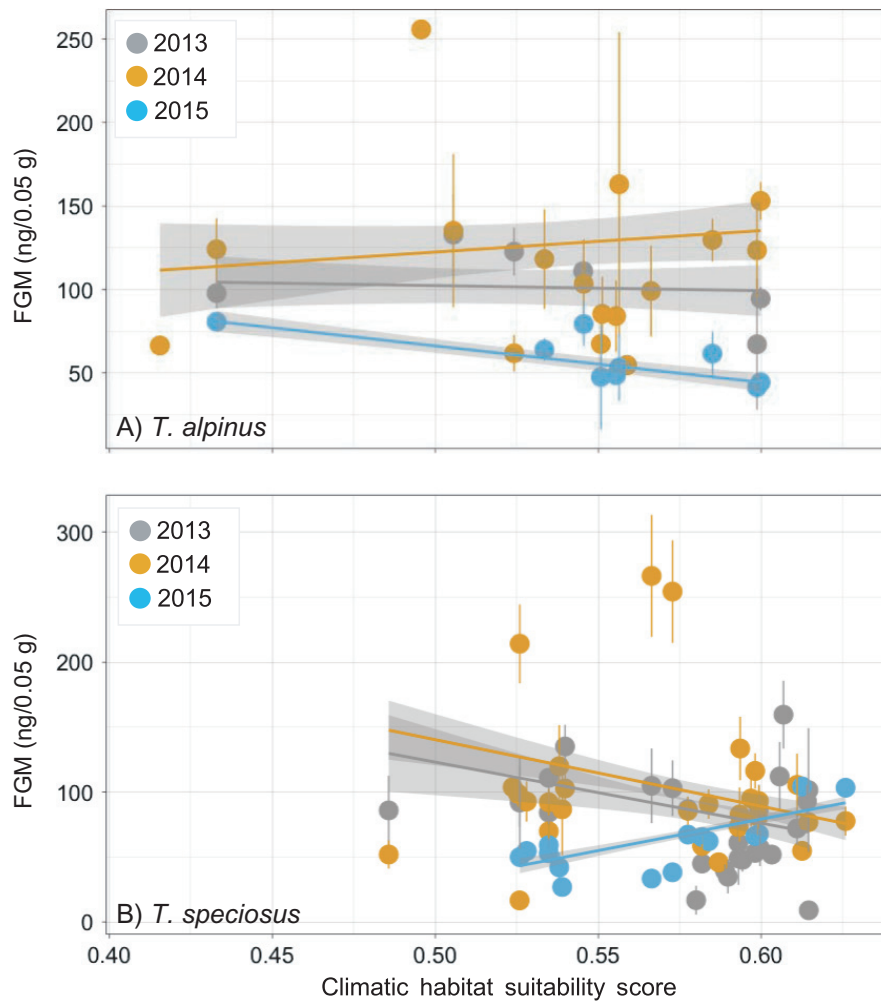 FGM (ng/0.05 g)
250
200
150
100
50
2013
2014
2015
A) T. alpinus
FGM (ng/0.05 g)
300
200
100
0
2013
2014
2015
B) T. speciosus
0.40 0.45 0.50 0.55 0.60
Climatic habitat suitability score